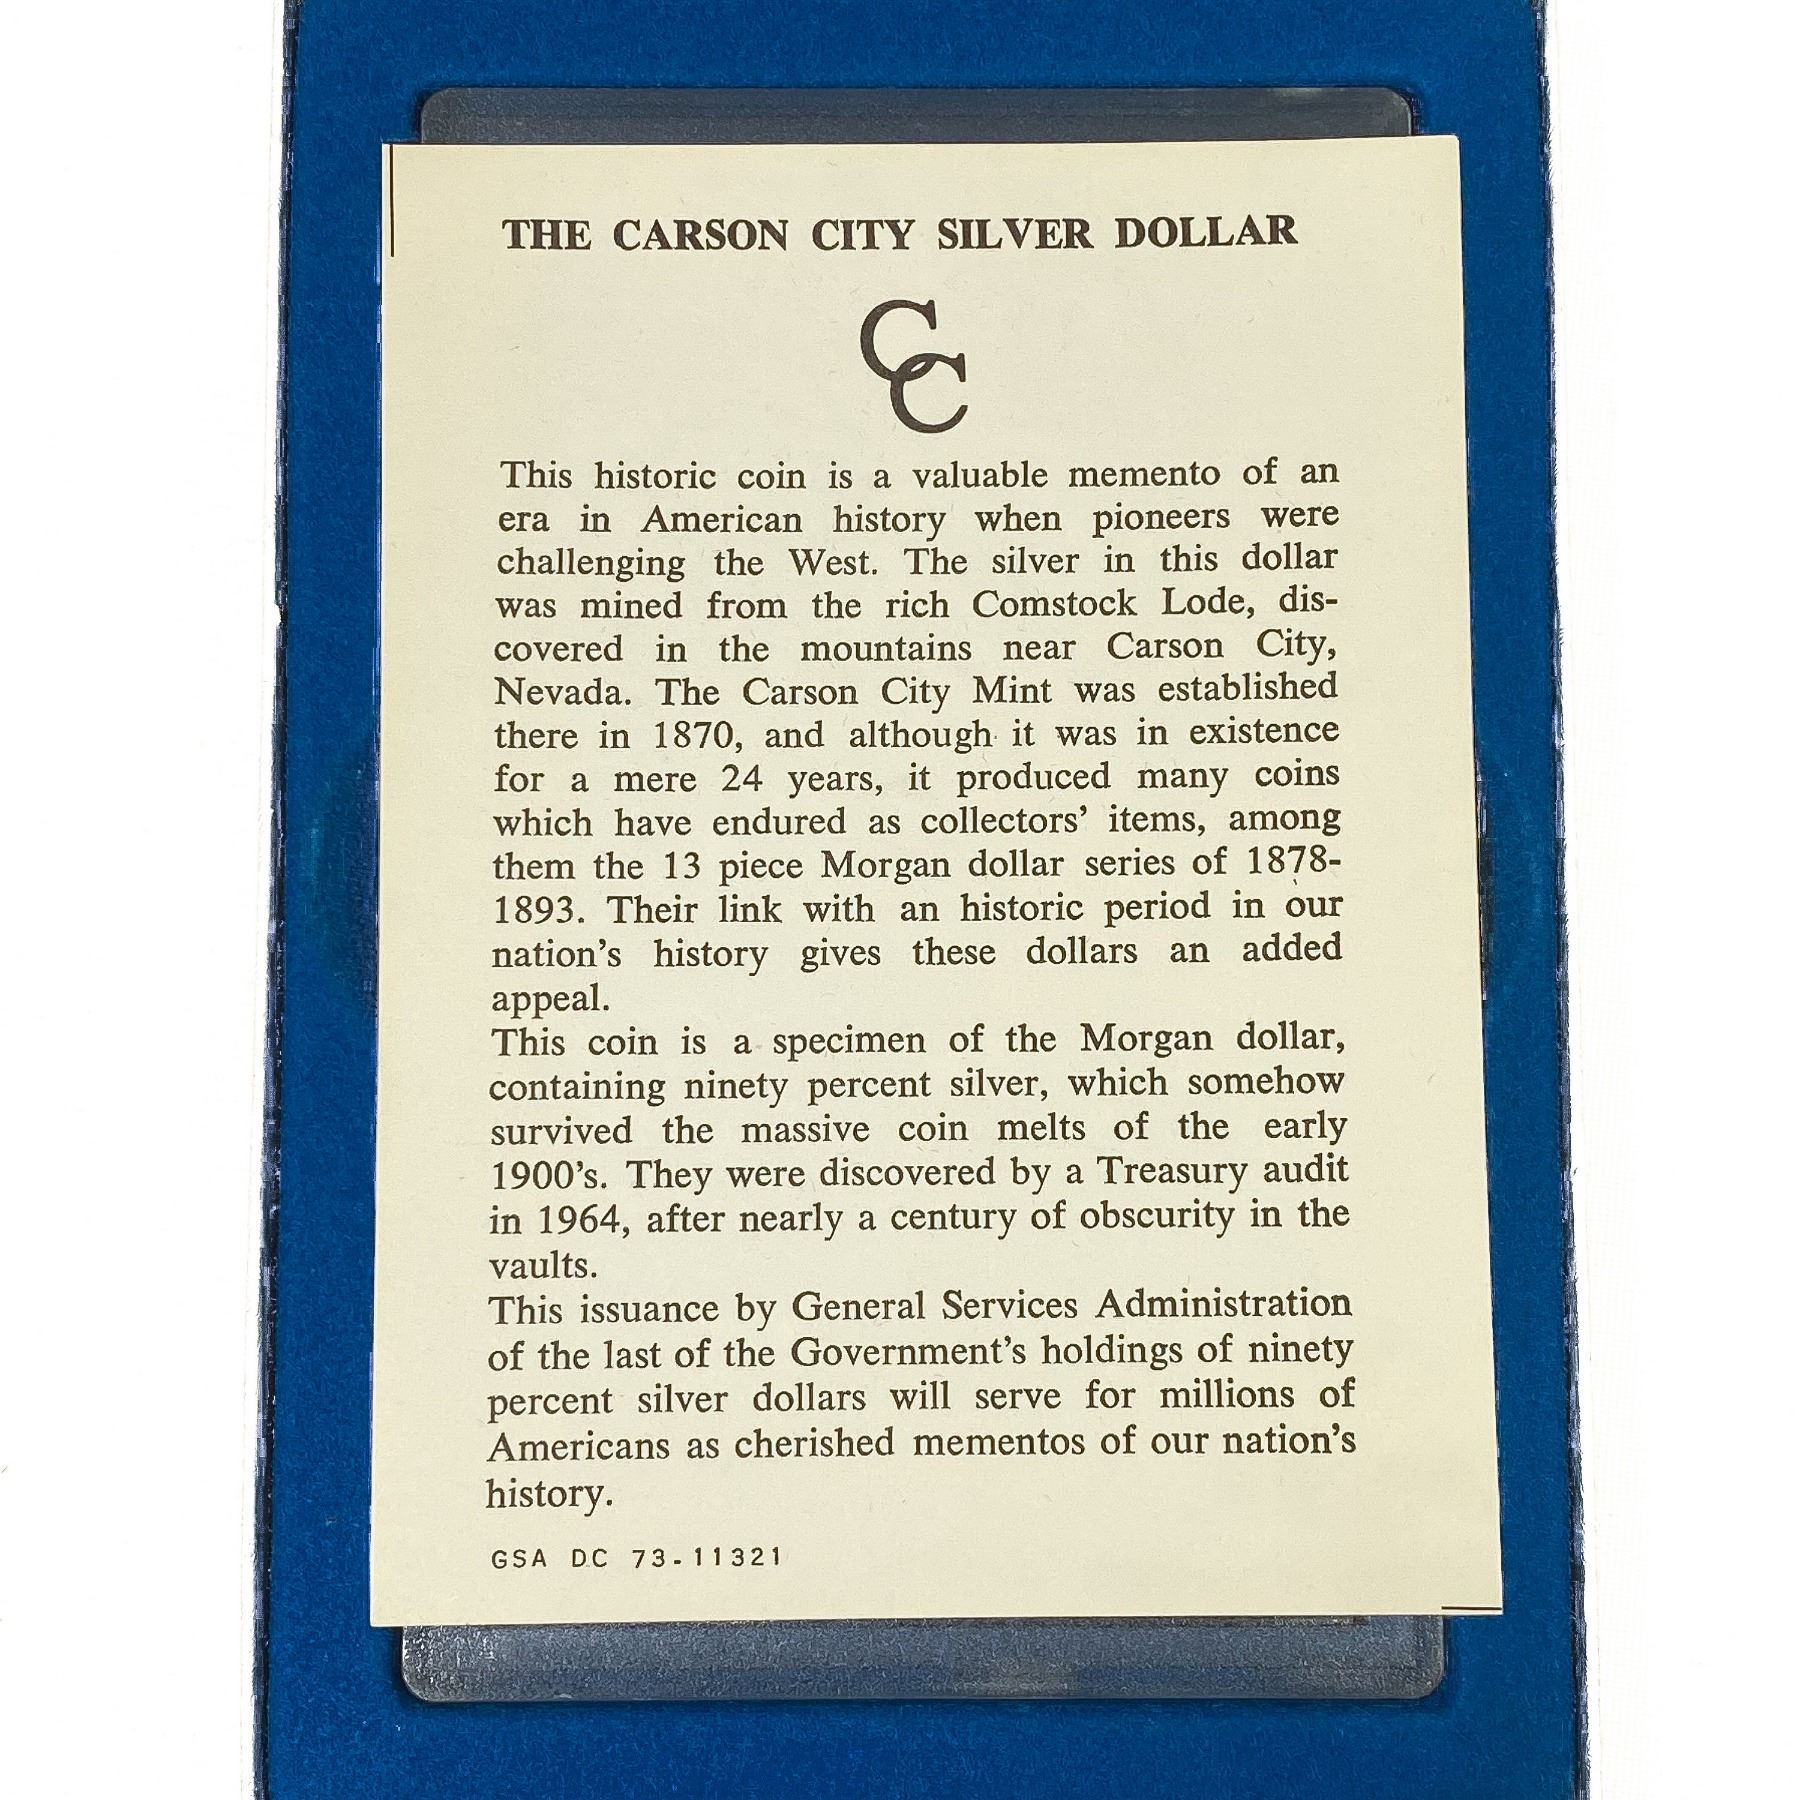 THE CARSON CITY SILVER DOLLAR
CC
This historic coin is a valuable memento of an
era in American history when pioneers were
challenging the West. The silver in this dollar
was mined from the rich Comstock Lode, dis-
covered in the mountains near Carson City,
Nevada. The Carson City Mint was established
there in 1870, and although it was in existence
for a mere 24 years, it produced many coins
which have endured as collectors' items, among
them the 13 piece Morgan dollar series of 1878-
1893. Their link with an historic period in our
nation's history gives these dollars an added
appeal.
This coin is a specimen of the Morgan dollar,
containing ninety percent silver, which somehow
survived the massive coin melts of the early
1900's. They were discovered by a Treasury audit
in 1964, after nearly a century of obscurity in the
vaults.
This issuance by General Services Administration
of the last of the Government's holdings of ninety
percent silver dollars will serve for millions of
Americans as cherished mementos of our nation's
history.
GSA DC 73-11321